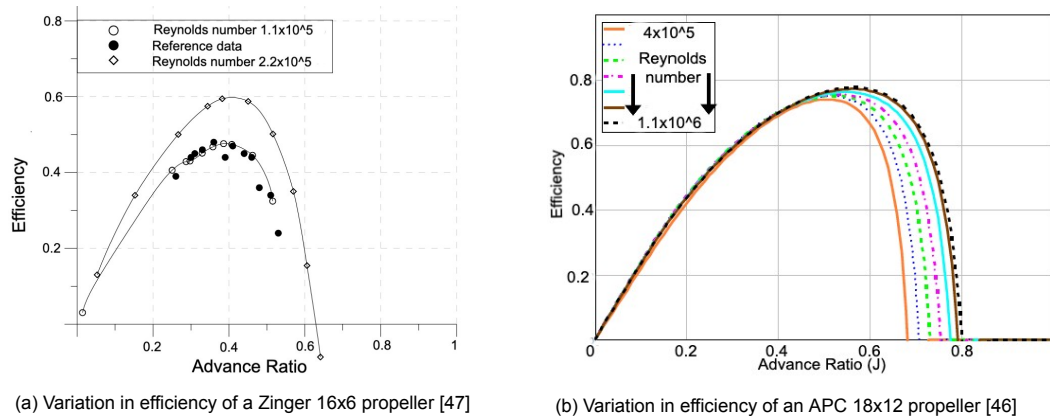 0.8
0.6
0.4
0.2
Efficiency
Reynolds number 1.1x10^5
Reference data
Reynolds number 2.2x10^5
0.2 0.4 0.6 0.8 1
Advance Ratio
(a) Variation in efficiency of a Zinger 16x6 propeller [47]
0.8
0.6
0.4
0.2
0
Efficiency
4x10^5
Reynolds
number
1.1x10^6
0 0.2 0.4 0.6 0.8
Advance Ratio (J)
(b) Variation in efficiency of an APC 18x12 propeller [46]